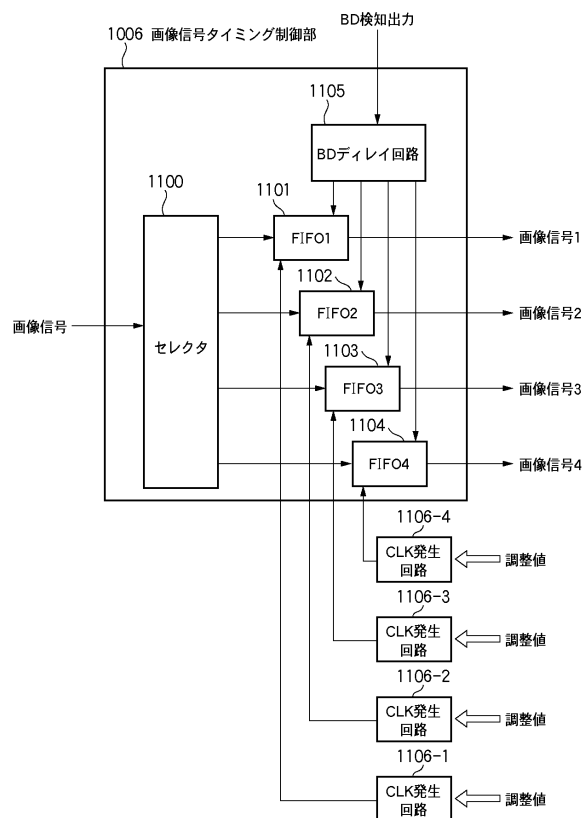 BD検知出力
1006 画像信号タイミング制御部
1105
BDディレイ回路
1100
1101
FIFO1
画像信号1
1102
FIFO2
画像信号2
画像信号
セレクタ
1103
FIFO3
画像信号3
1104
FIFO4
画像信号4
1106-4
CLK発生
回路
調整値
1106-3
CLK発生
回路
調整値
1106-2
CLK発生
回路
調整値
1106-1
CLK発生
回路
調整値